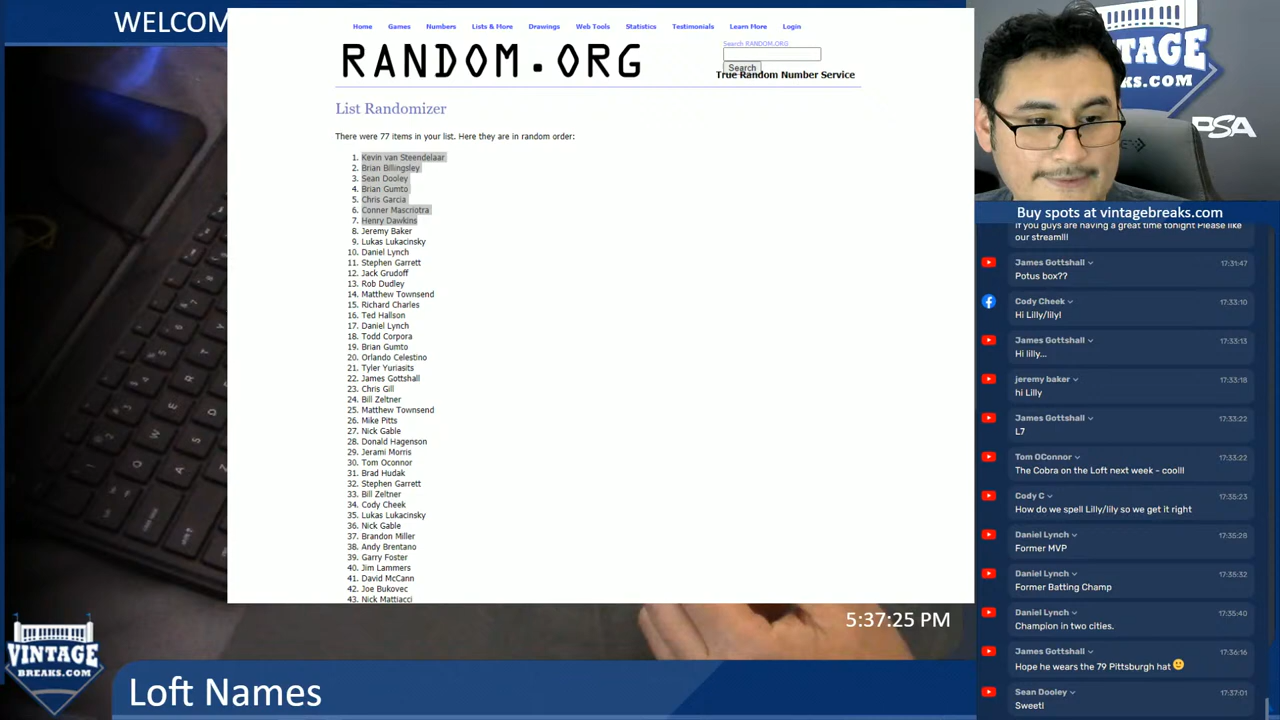 WELCOM
Home Games Numbers Lists & More Drawings Web Tools Statistics Testimonials Learn More Login
RANDOM.ORG
Search RANDOM.ORG
Search
True Random Number Service
List Randomizer
There were 77 items in your list. Here they are in random order:
1. Kevin van Steendelaar
2. Brian Billingsley
3. Sean Dooley
4. Brian Gumto
5. Chris Garcia
6. Conner Mascriotra
7. Henry Dawkins
8. Jeremy Baker
9. Lukas Lukacinsky
10. Daniel Lynch
11. Stephen Garrett
12. Jack Grudoff
13. Rob Dudley
14. Matthew Townsend
15. Richard Charles
16. Ted Hallson
17. Daniel Lynch
18. Todd Corpora
19. Brian Gumto
20. Orlando Celestino
21. Tyler Yuriasits
22. James Gottshall
23. Chris Gill
24. Bill Zeltner
25. Matthew Townsend
26. Mike Pitts
27. Nick Gable
28. Donald Hagenson
29. Jerami Morris
30. Tom Oconnor
31. Brad Hudak
32. Stephen Garrett
33. Bill Zeltner
34. Cody Cheek
35. Lukas Lukacinsky
36. Nick Gable
37. Brandon Miller
38. Andy Brentano
39. Garry Foster
40. Jim Lammers
41. David McCann
42. Joe Bukovec
43. Nick Mattiacci
5:37:25 PM
VINTAGE
BREAKS.COM
Loft Names
VINTAGE
PSA
Buy spots at vintagebreaks.com
If you guys are having a great time tonight Please like
our stream!!!
James Gottshall 17:31:47
Potus box??
Cody Cheek 17:33:10
Hi Lilly/lily!
James Gottshall 17:33:13
Hi lilly...
jeremy baker 17:33:18
hi Lilly
James Gottshall 17:33:22
L7
Tom OConnor 17:33:22
The Cobra on the Loft next week - coolll
Cody C 17:35:23
How do we spell Lilly/lily so we get it right
Daniel Lynch 17:35:28
Former MVP
Daniel Lynch 17:35:32
Former Batting Champ
Daniel Lynch 17:35:40
Champion in two cities.
James Gottshall 17:36:16
Hope he wears the 79 Pittsburgh hat 🙂
Sean Dooley 17:37:01
Sweet!